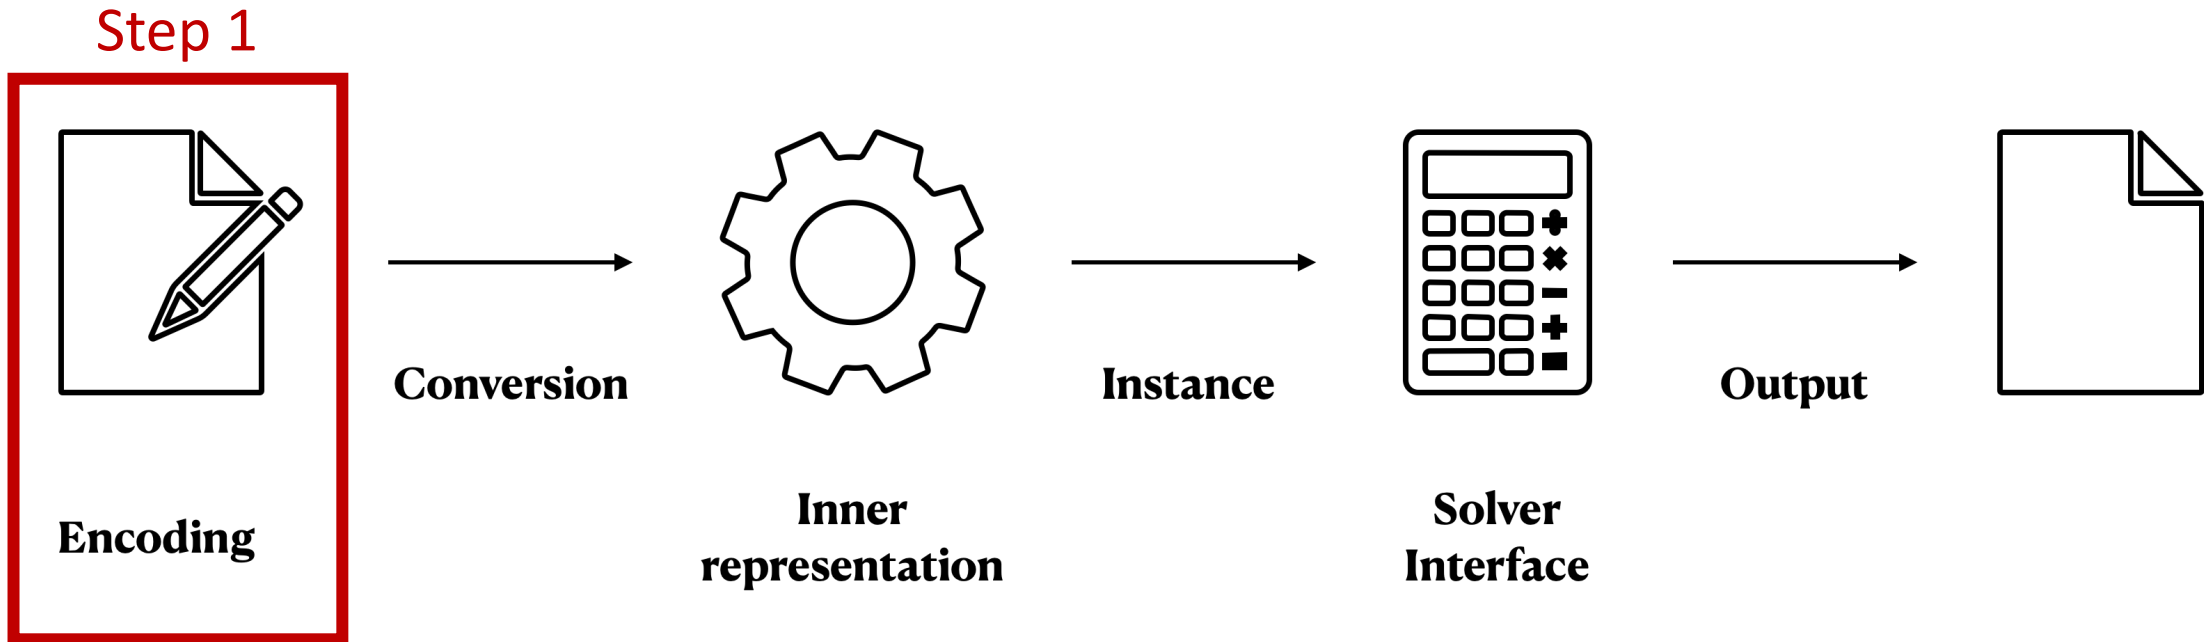 Step 1
Conversion
Instance
Output
Encoding
Inner
representation
Solver
Interface